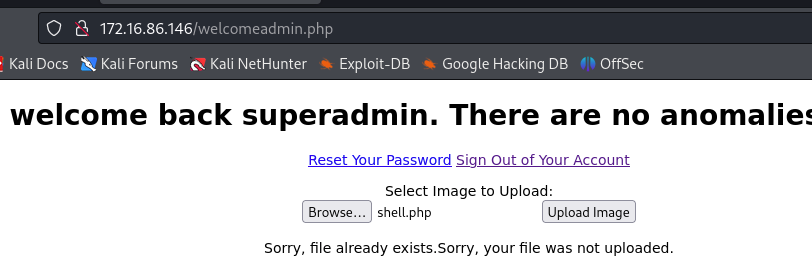 172.16.86.146/welcomeadmin.php
Kali Docs Kali Forums Kali NetHunter Exploit-DB Google Hacking DB OffSec
welcome back superadmin. There are no anomalies
Reset Your Password Sign Out of Your Account
Select Image to Upload:
Browse... shell.php Upload Image
Sorry, file already exists.Sorry, your file was not uploaded.